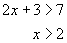 2x + 3 > 7
x > 2